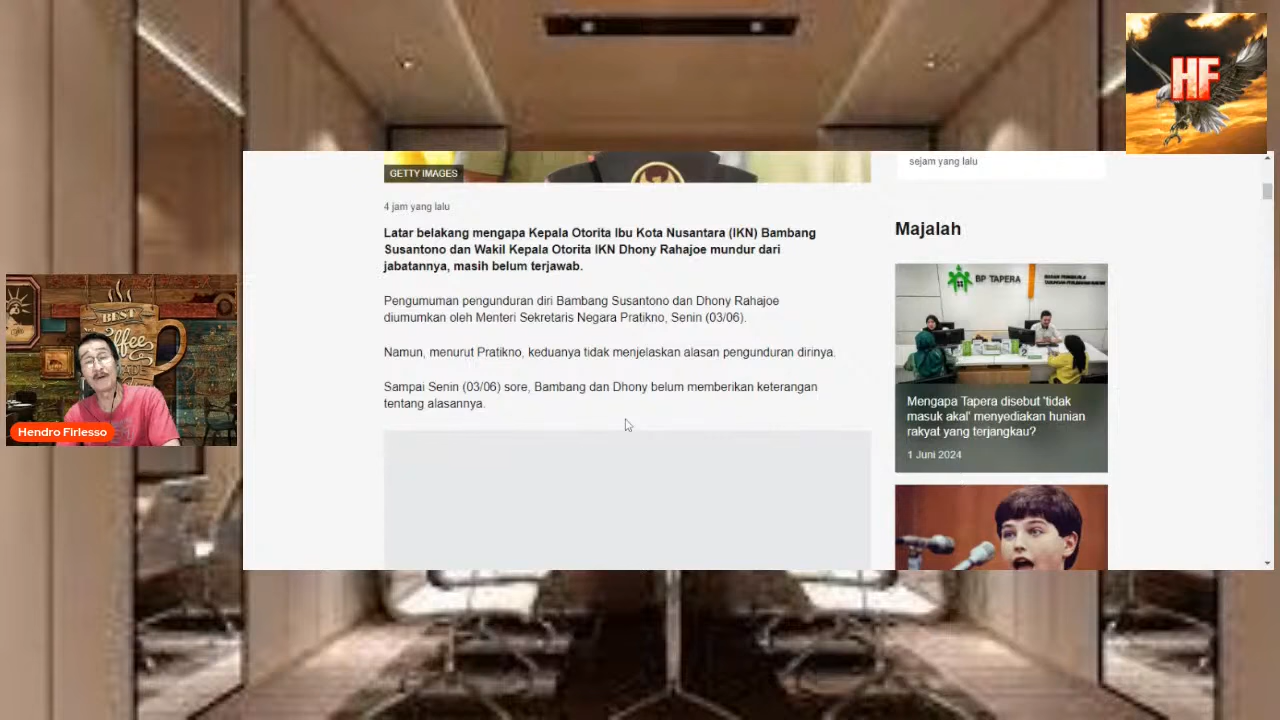 HF
GETTY IMAGES
sejam yang lalu
4 jam yang lalu
Latar belakang mengapa Kepala Otorita Ibu Kota Nusantara (IKN) Bambang
Susantono dan Wakil Kepala Otorita IKN Dhony Rahajoe mundur dari
jabatannya, masih belum terjawab.
Pengumuman pengunduran diri Bambang Susantono dan Dhony Rahajoe
diumumkan oleh Menteri Sekretaris Negara Pratikno, Senin (03/06).
Namun, menurut Pratikno, keduanya tidak menjelaskan alasan pengunduran dirinya.
Sampai Senin (03/06) sore, Bambang dan Dhony belum memberikan keterangan
tentang alasannya.
Majalah
BP TAPERA
Mengapa Tapera disebut 'tidak
masuk akal' menyediakan hunian
rakyat yang terjangkau?
1 Juni 2024
BEST
Coffee
Hendro Firlesso